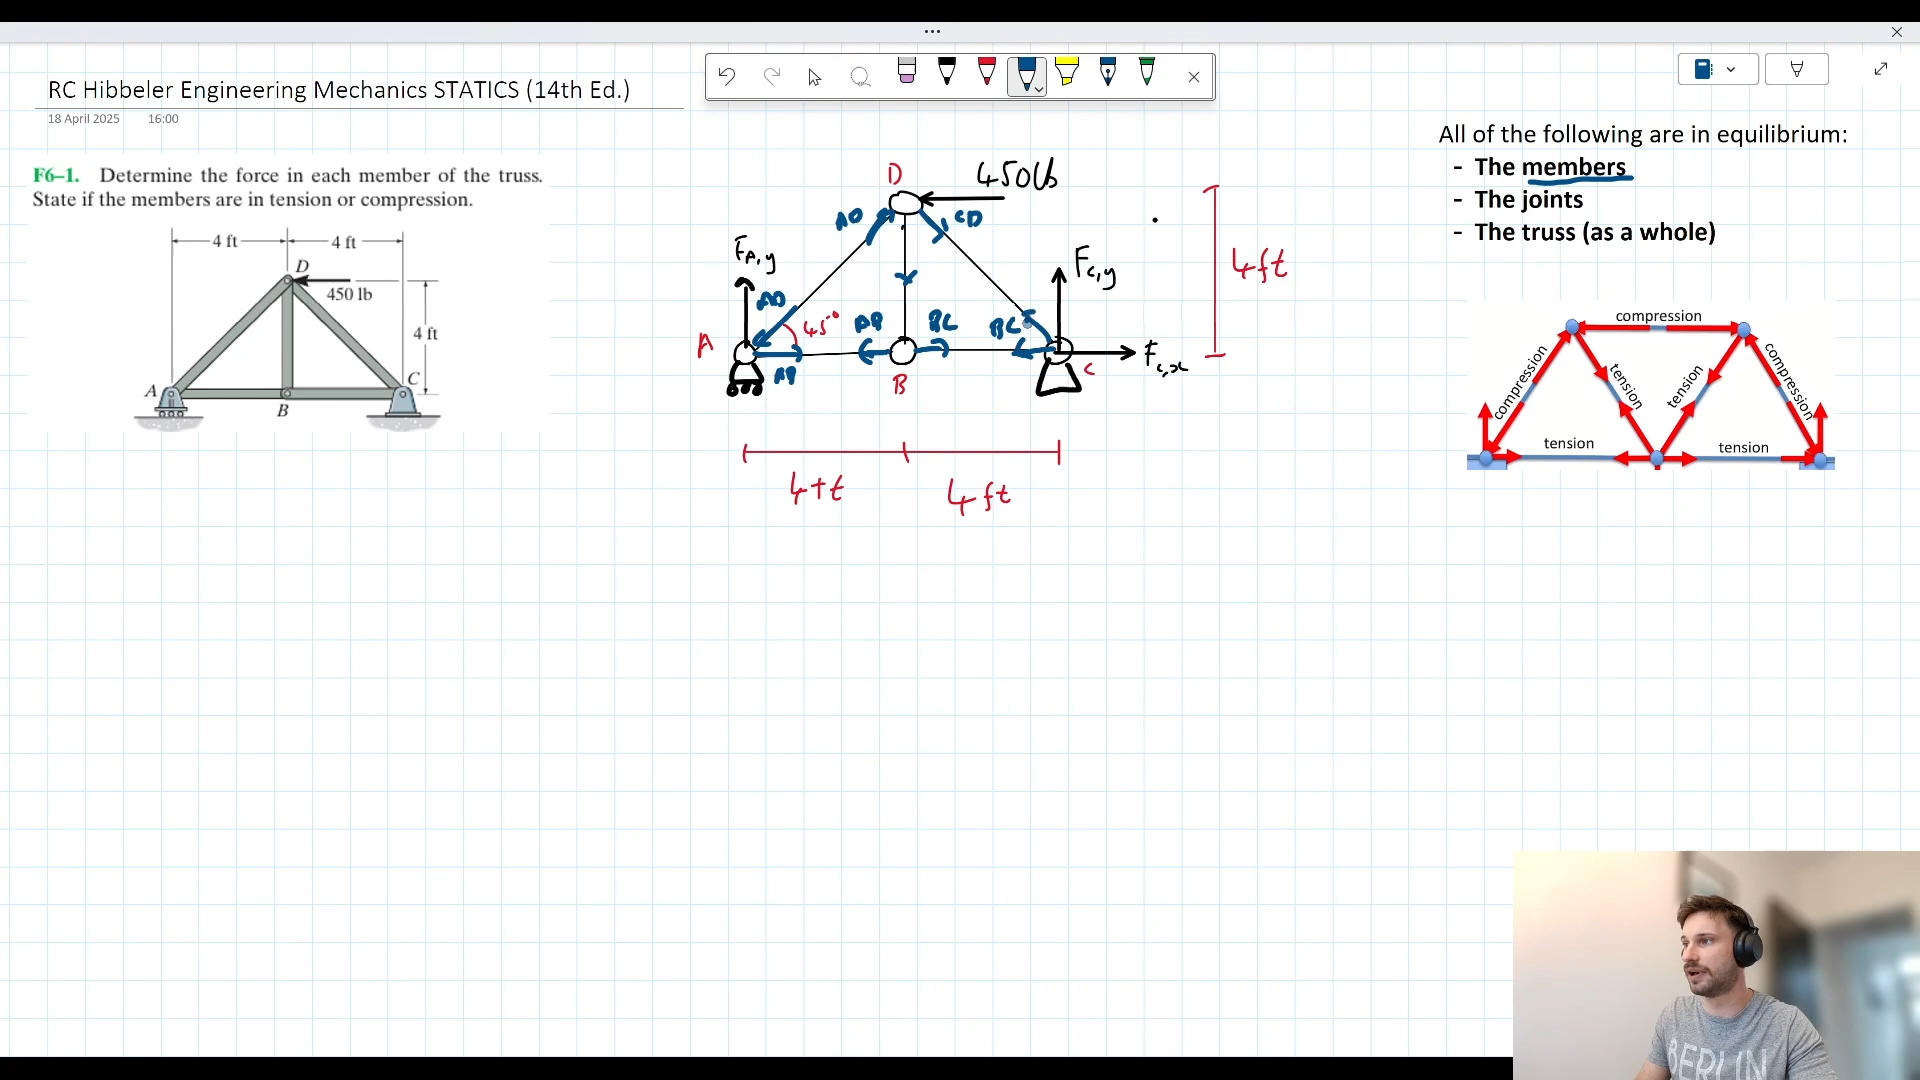 RC Hibbeler Engineering Mechanics STATICS (14th Ed.)
18 April 2025 16:00
F6–1. Determine the force in each member of the truss.
State if the members are in tension or compression.
4 ft 4 ft
D
450 lb
4 ft
A
C
B
D
450lb
AD
CD
F A,y
F C,y
4ft
AD
45°
AB
BC
BC
A
AB
B
C
F C,x
4ft
4ft
All of the following are in equilibrium:
- The members
- The joints
- The truss (as a whole)
compression
compression
tension
tension
compression
tension
tension
BERLIN